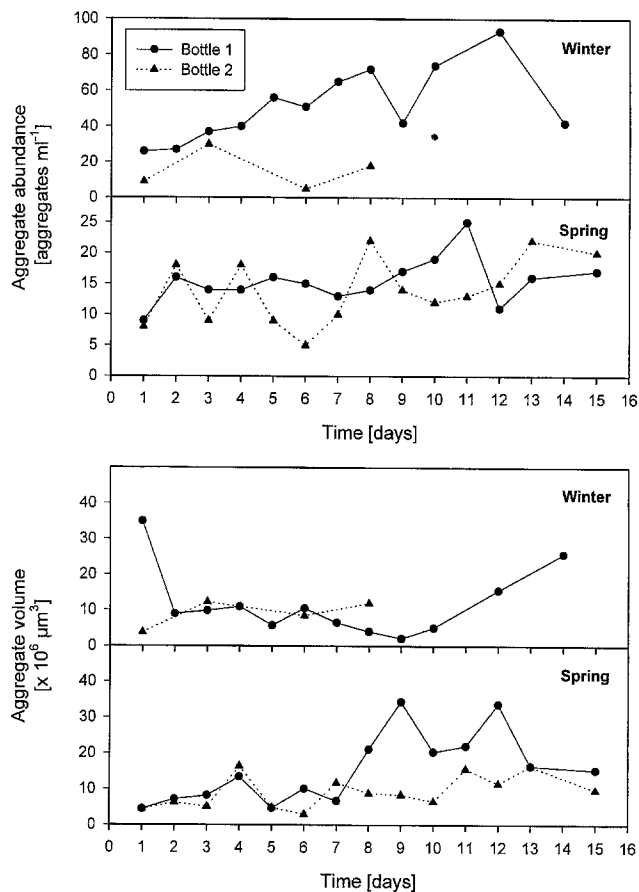 Aggregate abundance
[aggregates ml⁻¹]
100
80
60
40
20
0
Bottle 1
Bottle 2
Winter
25
20
15
10
5
0
Spring
0 1 2 3 4 5 6 7 8 9 10 11 12 13 14 15 16
Time [days]
Aggregate volume
[x 10⁶ µm³]
40
30
20
10
0
Winter
40
30
20
10
0
Spring
0 1 2 3 4 5 6 7 8 9 10 11 12 13 14 15 16
Time [days]